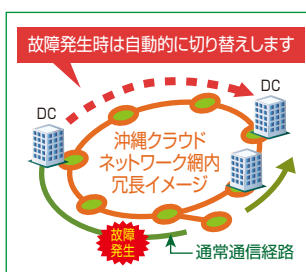 故障発生時は自動的に切り替えします
DC
DC
沖縄クラウド
ネットワーク網内
冗長イメージ
故障
発生
通常通信経路